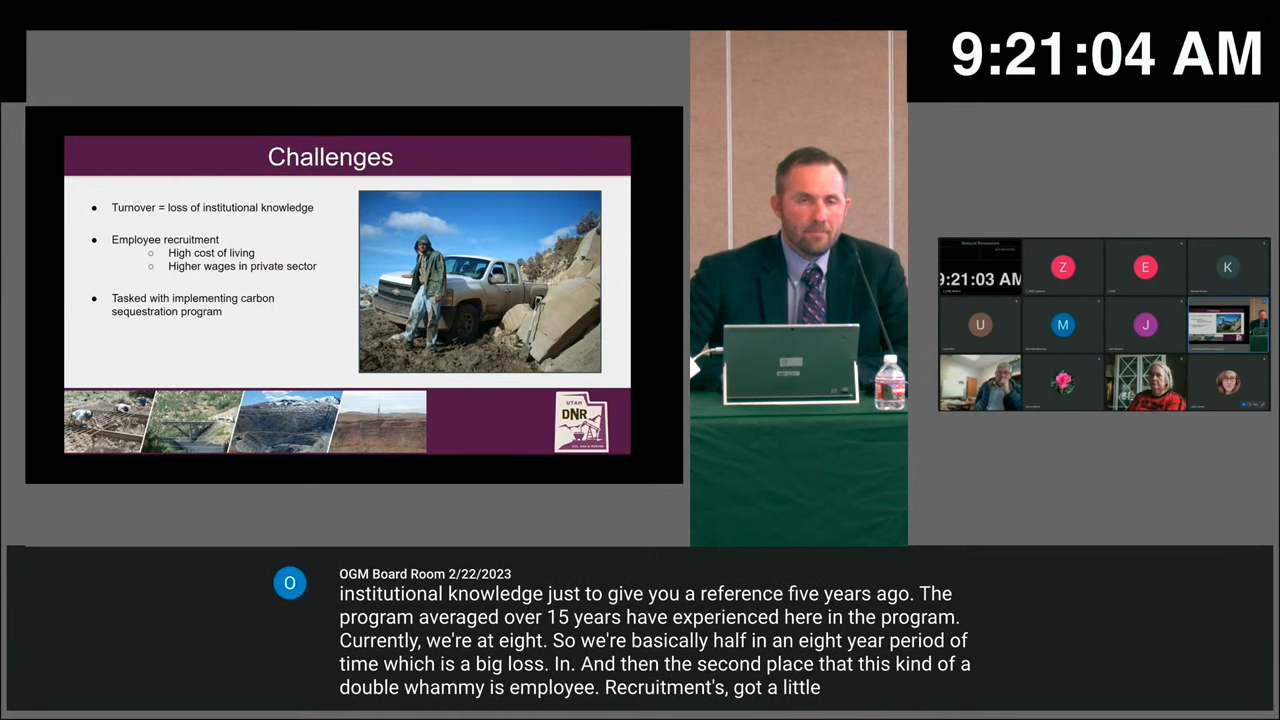 9:21:04 AM
Challenges
● Turnover = loss of institutional knowledge
● Employee recruitment
○ High cost of living
○ Higher wages in private sector
● Tasked with implementing carbon
sequestration program
UTAH
DNR
OIL, GAS & MINING
Natural Resources
9:21:03 AM
Z
E
K
U
M
J
O
OGM Board Room 2/22/2023
institutional knowledge just to give you a reference five years ago. The
program averaged over 15 years have experienced here in the program.
Currently, we're at eight. So we're basically half in an eight year period of
time which is a big loss. In. And then the second place that this kind of a
double whammy is employee. Recruitment's, got a little